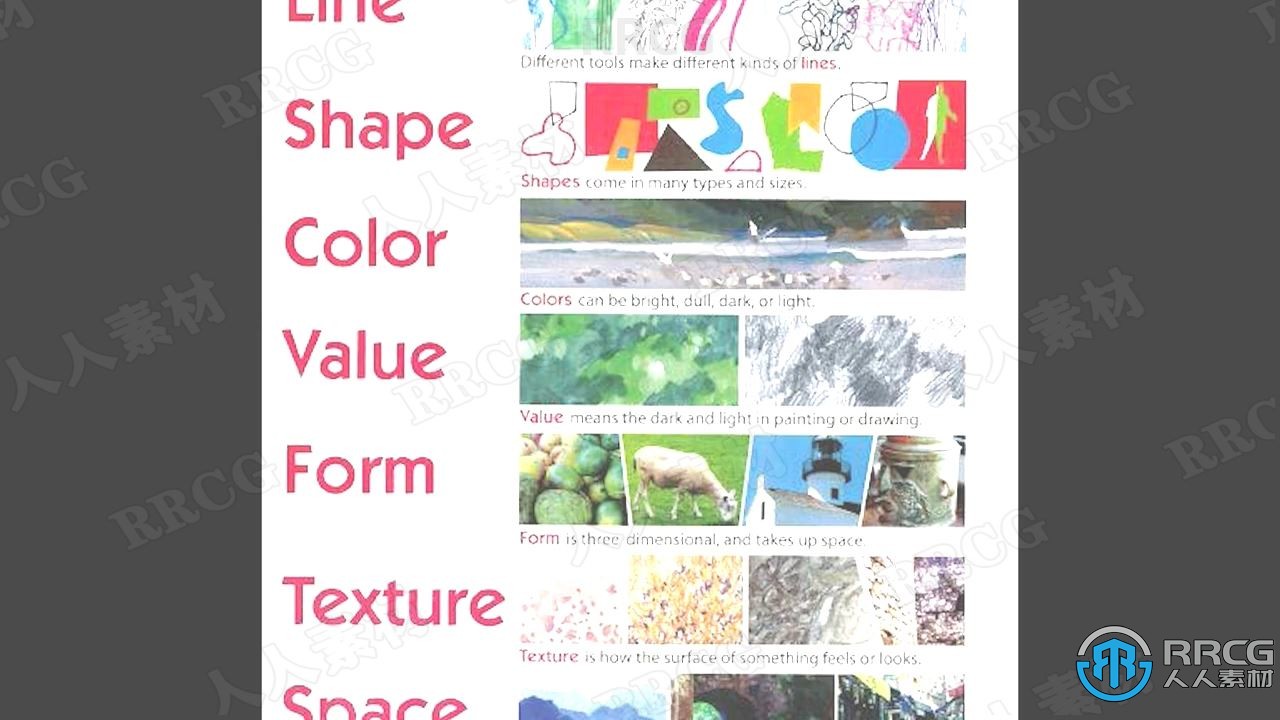 Line
Different tools make different kinds of lines.
Shape
Shapes come in many types and sizes.
Color
Colors can be bright, dull, dark, or light.
Value
Value means the dark and light in painting or drawing.
Form
Form is three-dimensional, and takes up space.
Texture
Texture is how the surface of something feels or looks.
Space
RRCG
人人素材